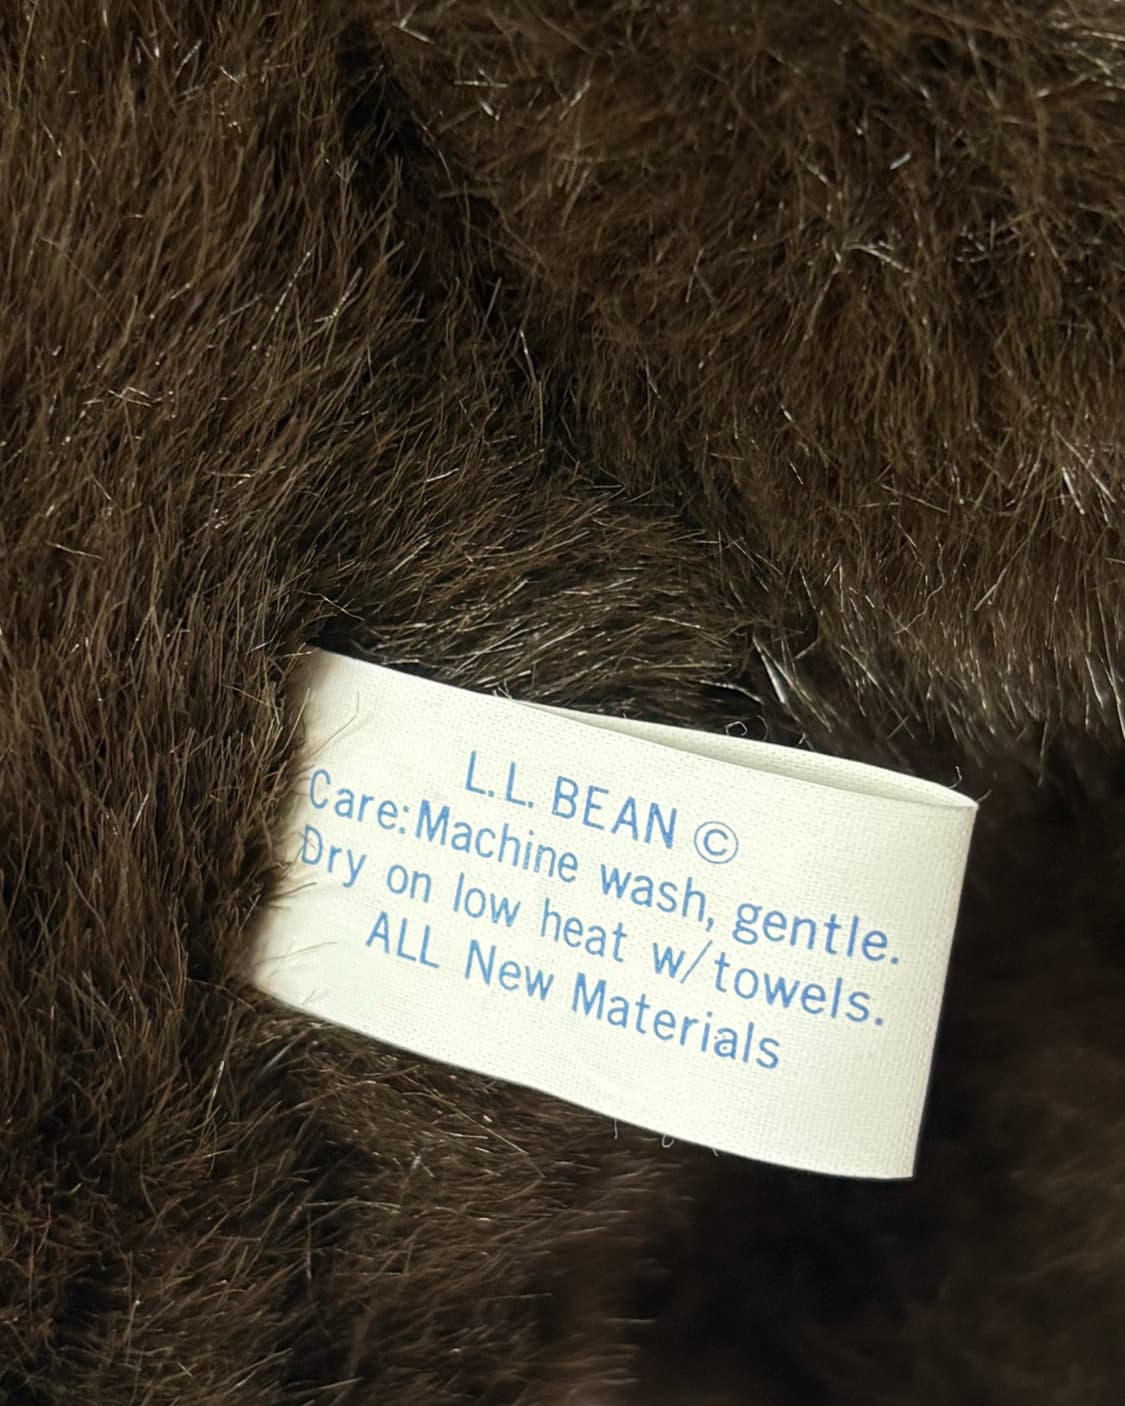 L.L. BEAN ©
Care:Machine wash, gentle.
Dry on low heat w/towels.
ALL New Materials